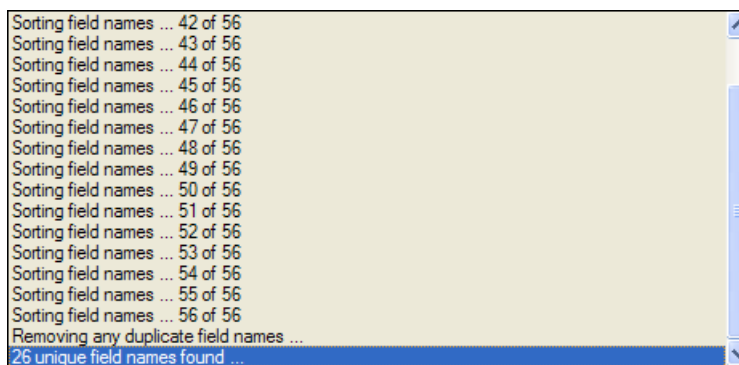 Sorting field names ... 42 of 56
Sorting field names ... 43 of 56
Sorting field names ... 44 of 56
Sorting field names ... 45 of 56
Sorting field names ... 46 of 56
Sorting field names ... 47 of 56
Sorting field names ... 48 of 56
Sorting field names ... 49 of 56
Sorting field names ... 50 of 56
Sorting field names ... 51 of 56
Sorting field names ... 52 of 56
Sorting field names ... 53 of 56
Sorting field names ... 54 of 56
Sorting field names ... 55 of 56
Sorting field names ... 56 of 56
Removing any duplicate field names ...
26 unique field names found ...